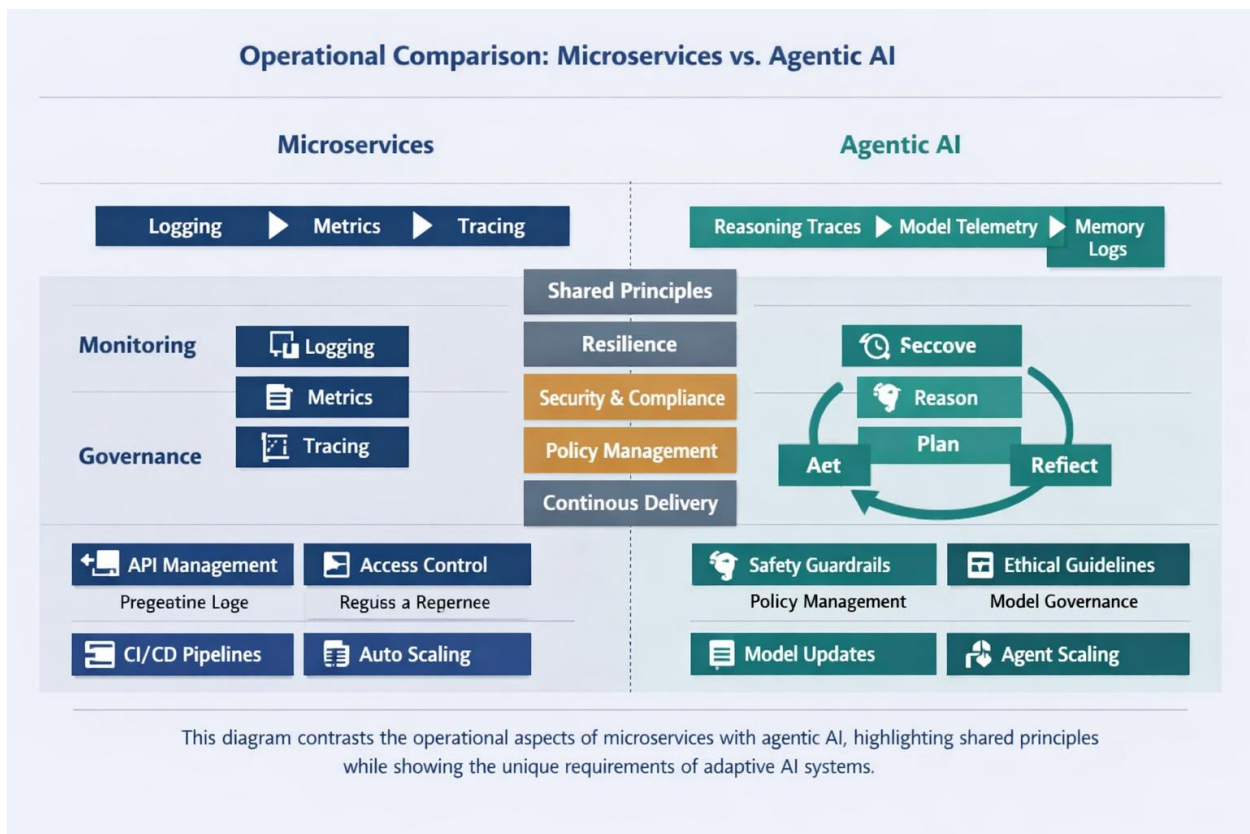 Operational Comparison: Microservices vs. Agentic AI
Microservices
Agentic AI
Logging
Metrics
Tracing
Reasoning Traces
Model Telemetry
Memory
Logs
Shared Principles
Resilience
Security & Compliance
Policy Management
Continous Delivery
Monitoring
Logging
Metrics
Governance
Tracing
Seccove
Reason
Plan
Aet
Refiect
API Management
Access Control
Pregeatine Loge
Reguss a Repernee
CI/CD Pipelines
Auto Scaling
Safety Guardrails
Ethical Guidelines
Policy Management
Model Governance
Model Updates
Agent Scaling
This diagram contrasts the operational aspects of microservices with agentic AI, highlighting shared principles
while showing the unique requirements of adaptive AI systems.